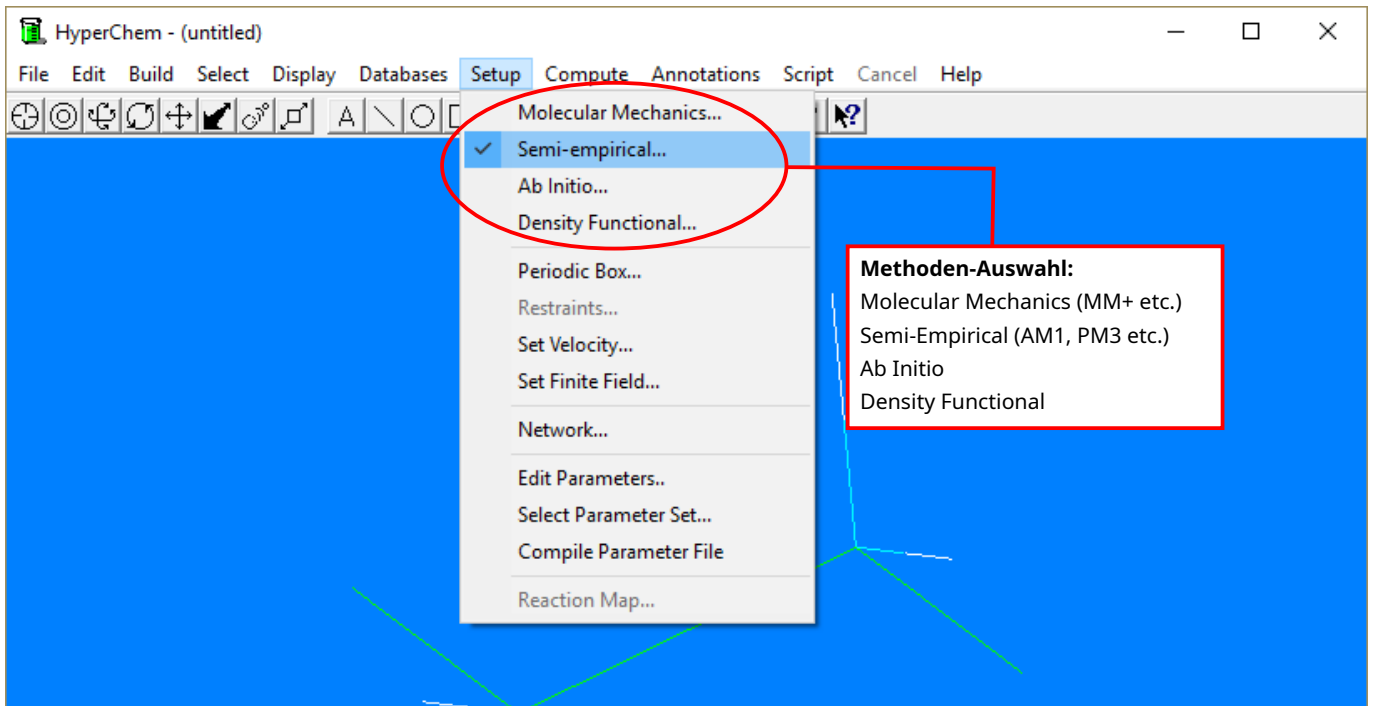 HyperChem - (untitled)
File Edit Build Select Display Databases Setup Compute Annotations Script Cancel Help
A
Molecular Mechanics...
Semi-empirical...
Ab Initio...
Density Functional...
Periodic Box...
Restraints...
Set Velocity...
Set Finite Field...
Network...
Edit Parameters..
Select Parameter Set...
Compile Parameter File
Reaction Map...
Methoden-Auswahl:
Molecular Mechanics (MM+ etc.)
Semi-Empirical (AM1, PM3 etc.)
Ab Initio
Density Functional